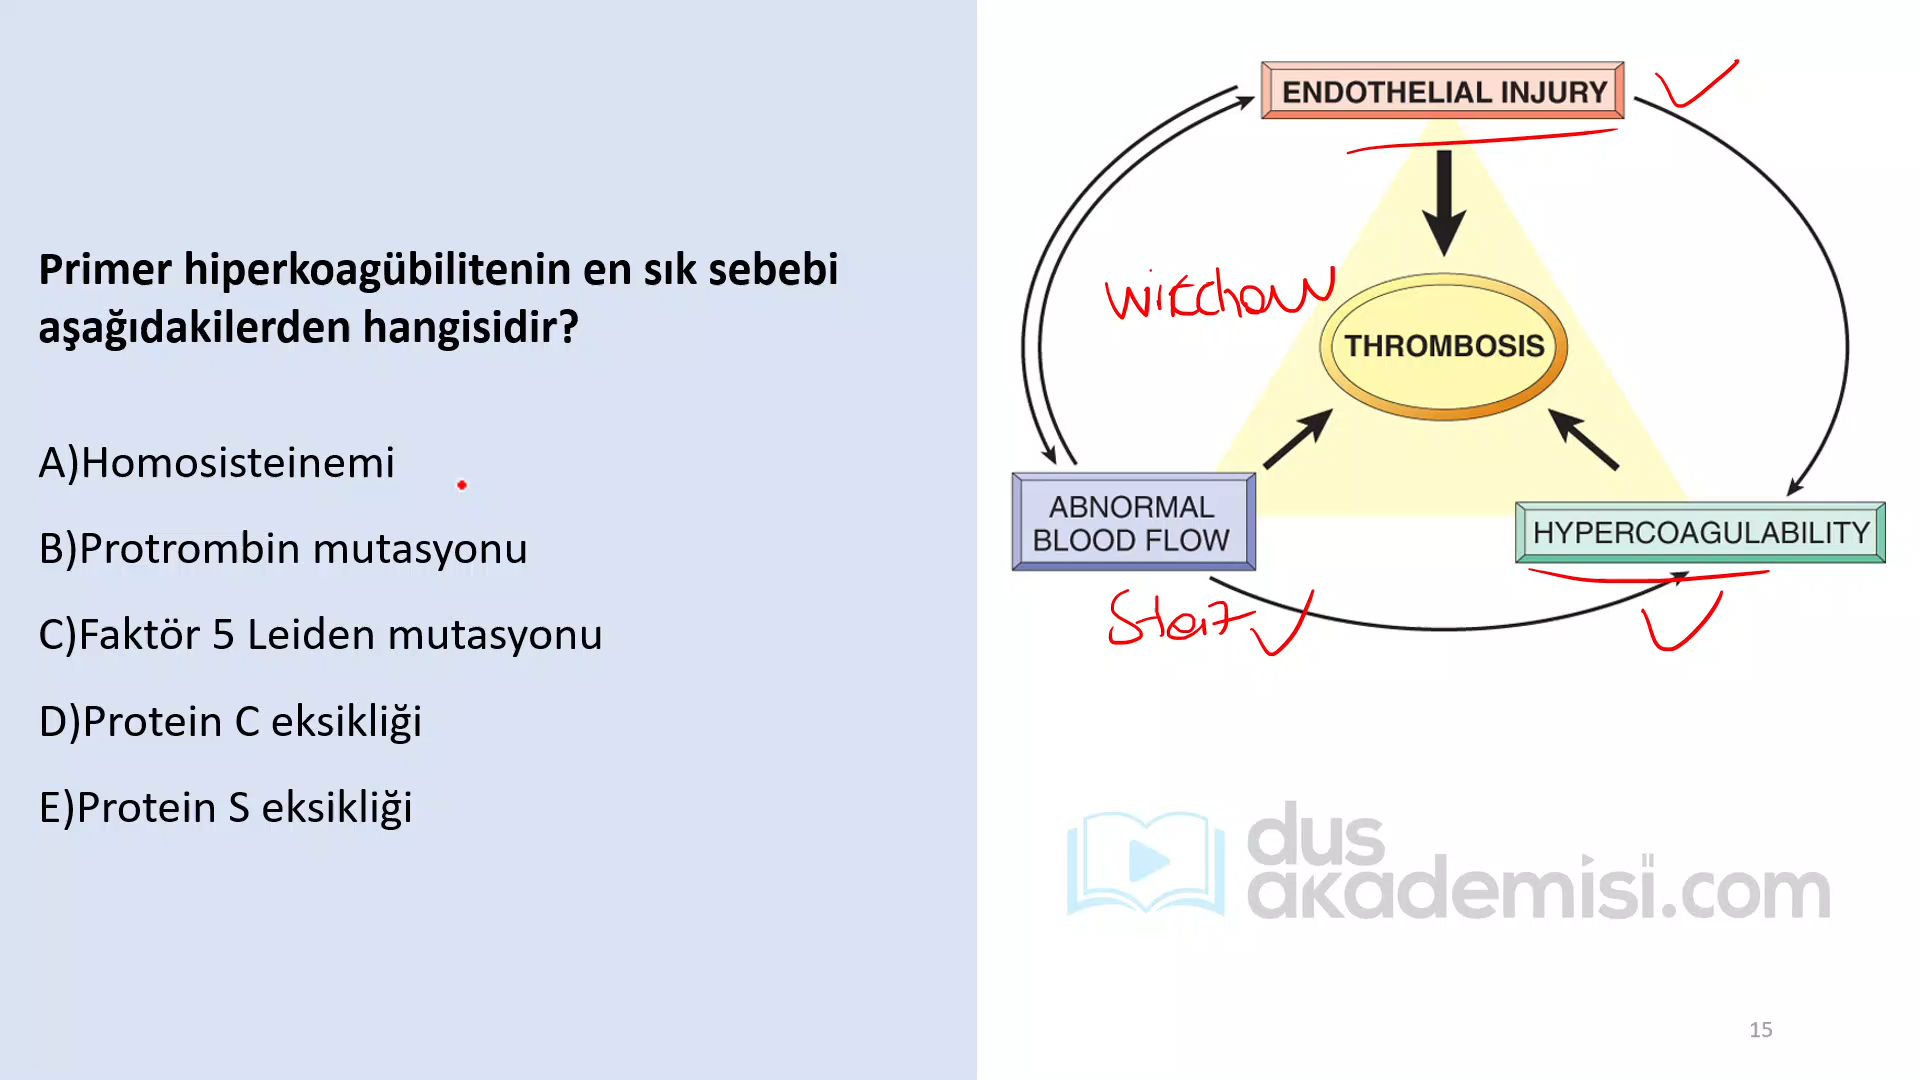 Primer hiperkoagübilitenin en sık sebebi
aşağıdakilerden hangisidir?
A)Homosisteinemi
B)Protrombin mutasyonu
C)Faktör 5 Leiden mutasyonu
D)Protein C eksikliği
E)Protein S eksikliği
ENDOTHELIAL INJURY
wirchow
THROMBOSIS
ABNORMAL
BLOOD FLOW
HYPERCOAGULABILITY
Staz
dus
akademisi.com
15